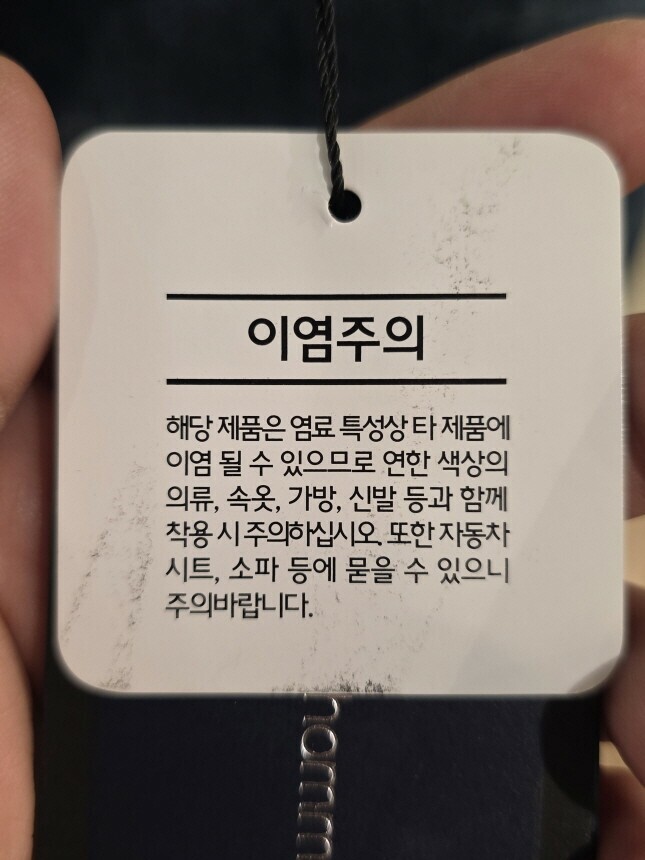 이염주의
해당 제품은 염료 특성상 타 제품에
이염 될 수 있으므로 연한 색상의
의류, 속옷, 가방, 신발 등과 함께
착용 시 주의하십시오. 또한 자동차
시트, 소파 등에 묻을 수 있으니
주의바랍니다.
homm